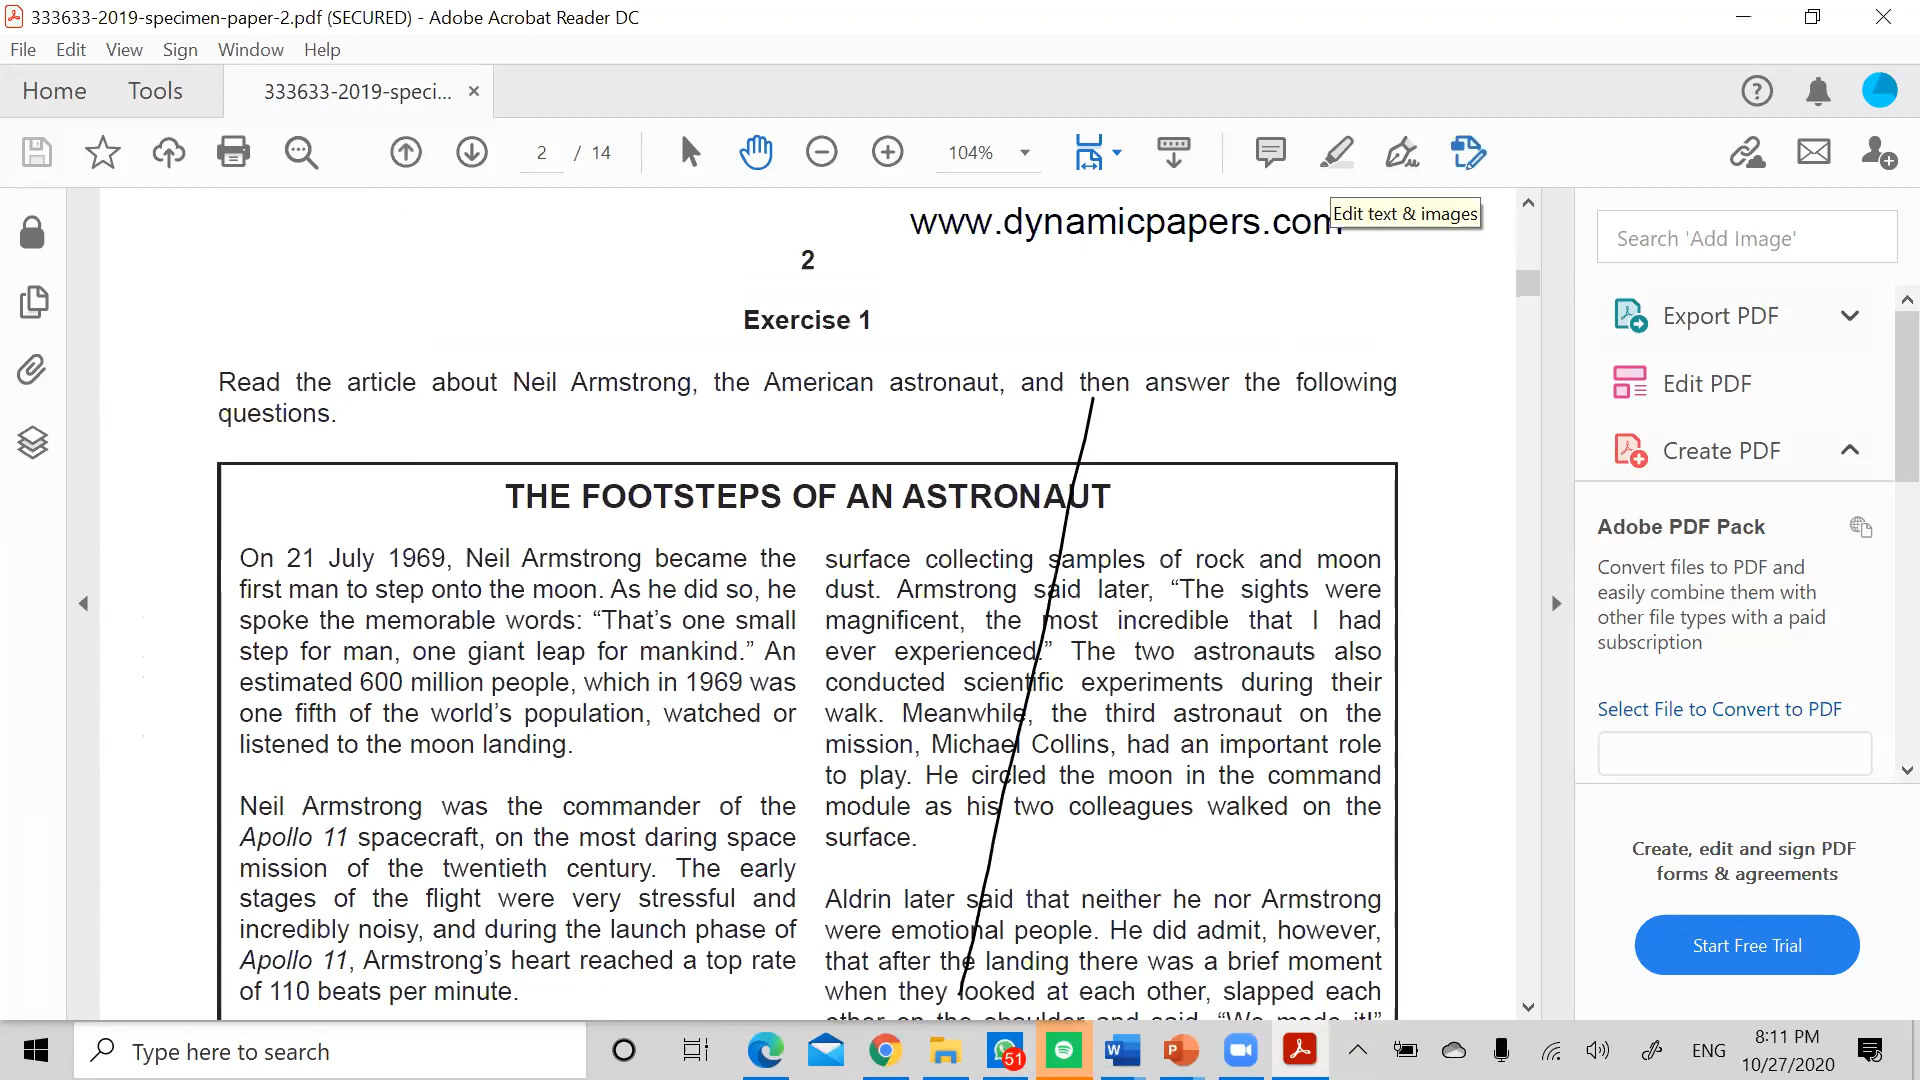 333633-2019-specimen-paper-2.pdf (SECURED) - Adobe Acrobat Reader DC
File Edit View Sign Window Help
Home Tools 333633-2019-speci... ×
2 / 14 104%
Edit text & images
www.dynamicpapers.com
2
Exercise 1
Read the article about Neil Armstrong, the American astronaut, and then answer the following
questions.
THE FOOTSTEPS OF AN ASTRONAUT
On 21 July 1969, Neil Armstrong became the
first man to step onto the moon. As he did so, he
spoke the memorable words: “That’s one small
step for man, one giant leap for mankind.” An
estimated 600 million people, which in 1969 was
one fifth of the world’s population, watched or
listened to the moon landing.
Neil Armstrong was the commander of the
Apollo 11 spacecraft, on the most daring space
mission of the twentieth century. The early
stages of the flight were very stressful and
incredibly noisy, and during the launch phase of
Apollo 11, Armstrong’s heart reached a top rate
of 110 beats per minute.
surface collecting samples of rock and moon
dust. Armstrong said later, “The sights were
magnificent, the most incredible that I had
ever experienced.” The two astronauts also
conducted scientific experiments during their
walk. Meanwhile, the third astronaut on the
mission, Michael Collins, had an important role
to play. He circled the moon in the command
module as his two colleagues walked on the
surface.
Aldrin later said that neither he nor Armstrong
were emotional people. He did admit, however,
that after the landing there was a brief moment
when they looked at each other, slapped each
other on the shoulder and said, “We made it!”
Search 'Add Image'
Export PDF
Edit PDF
Create PDF
Adobe PDF Pack
Convert files to PDF and
easily combine them with
other file types with a paid
subscription
Select File to Convert to PDF
Create, edit and sign PDF
forms & agreements
Start Free Trial
Type here to search
51
ENG
8:11 PM
10/27/2020